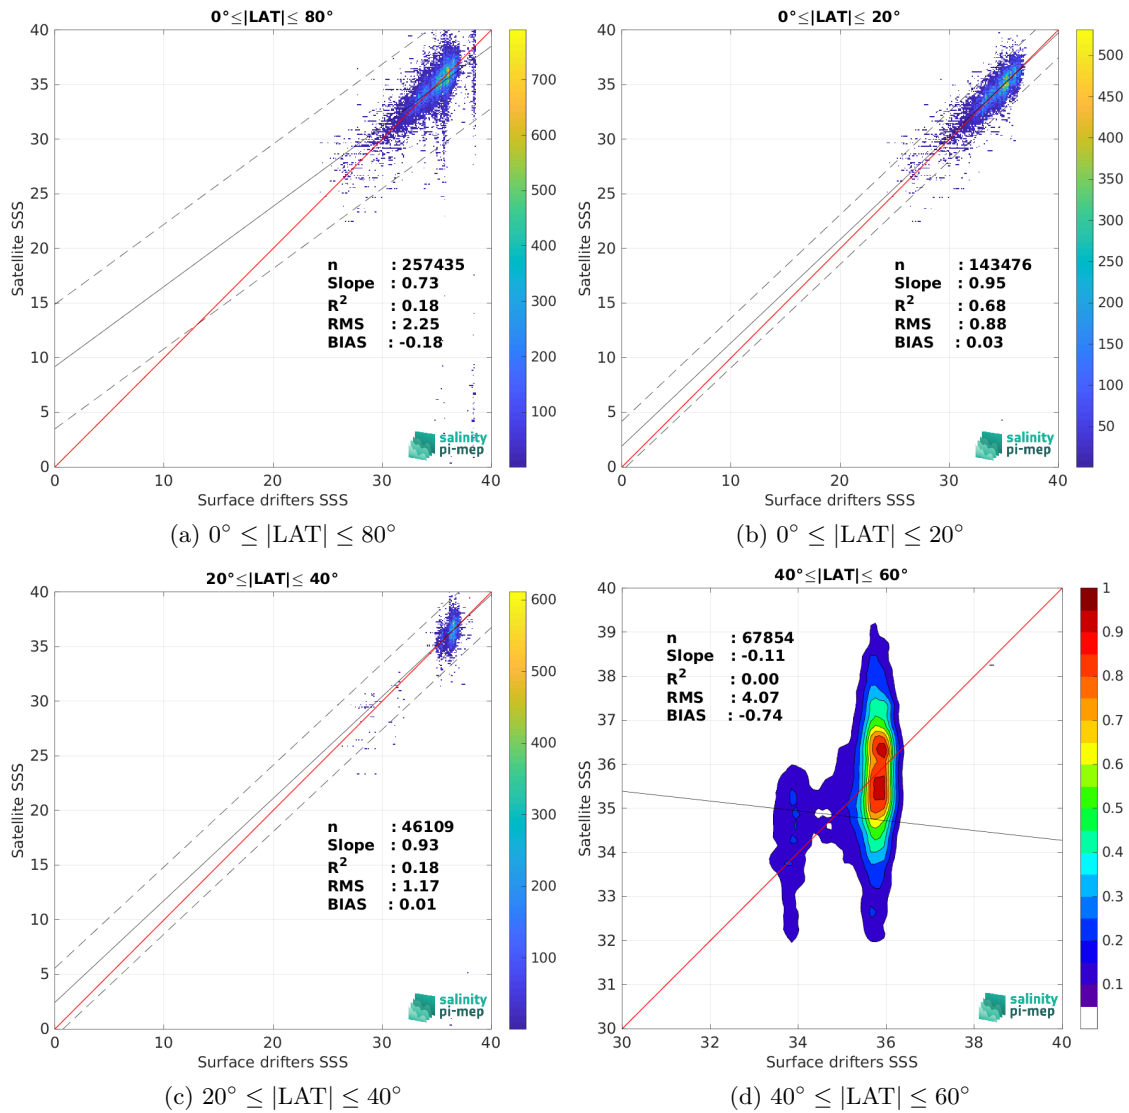 0°≤|LAT|≤ 80°
40
35
30
25
20
15
10
5
0
0
10
20
30
40
Satellite SSS
Surface drifters SSS
n : 257435
Slope : 0.73
R² : 0.18
RMS : 2.25
BIAS : -0.18
salinity
pi-mep
700
600
500
400
300
200
100
(a) 0° ≤ |LAT| ≤ 80°
0°≤|LAT|≤ 20°
40
35
30
25
20
15
10
5
0
0
10
20
30
40
Satellite SSS
Surface drifters SSS
n : 143476
Slope : 0.95
R² : 0.68
RMS : 0.88
BIAS : 0.03
salinity
pi-mep
500
450
400
350
300
250
200
150
100
50
(b) 0° ≤ |LAT| ≤ 20°
20°≤|LAT|≤ 40°
40
35
30
25
20
15
10
5
0
0
10
20
30
40
Satellite SSS
Surface drifters SSS
n : 46109
Slope : 0.93
R² : 0.18
RMS : 1.17
BIAS : 0.01
salinity
pi-mep
600
500
400
300
200
100
(c) 20° ≤ |LAT| ≤ 40°
40°≤|LAT|≤ 60°
40
39
38
37
36
35
34
33
32
31
30
30
32
34
36
38
40
Satellite SSS
Surface drifters SSS
n : 67854
Slope : -0.11
R² : 0.00
RMS : 4.07
BIAS : -0.74
salinity
pi-mep
1
0.9
0.8
0.7
0.6
0.5
0.4
0.3
0.2
0.1
(d) 40° ≤ |LAT| ≤ 60°